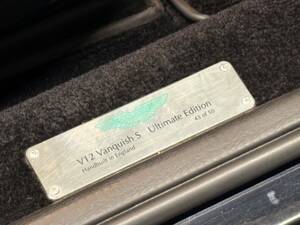 V12 Vanquish S Ultimate Edition
Handbuilt in England 43 of 50